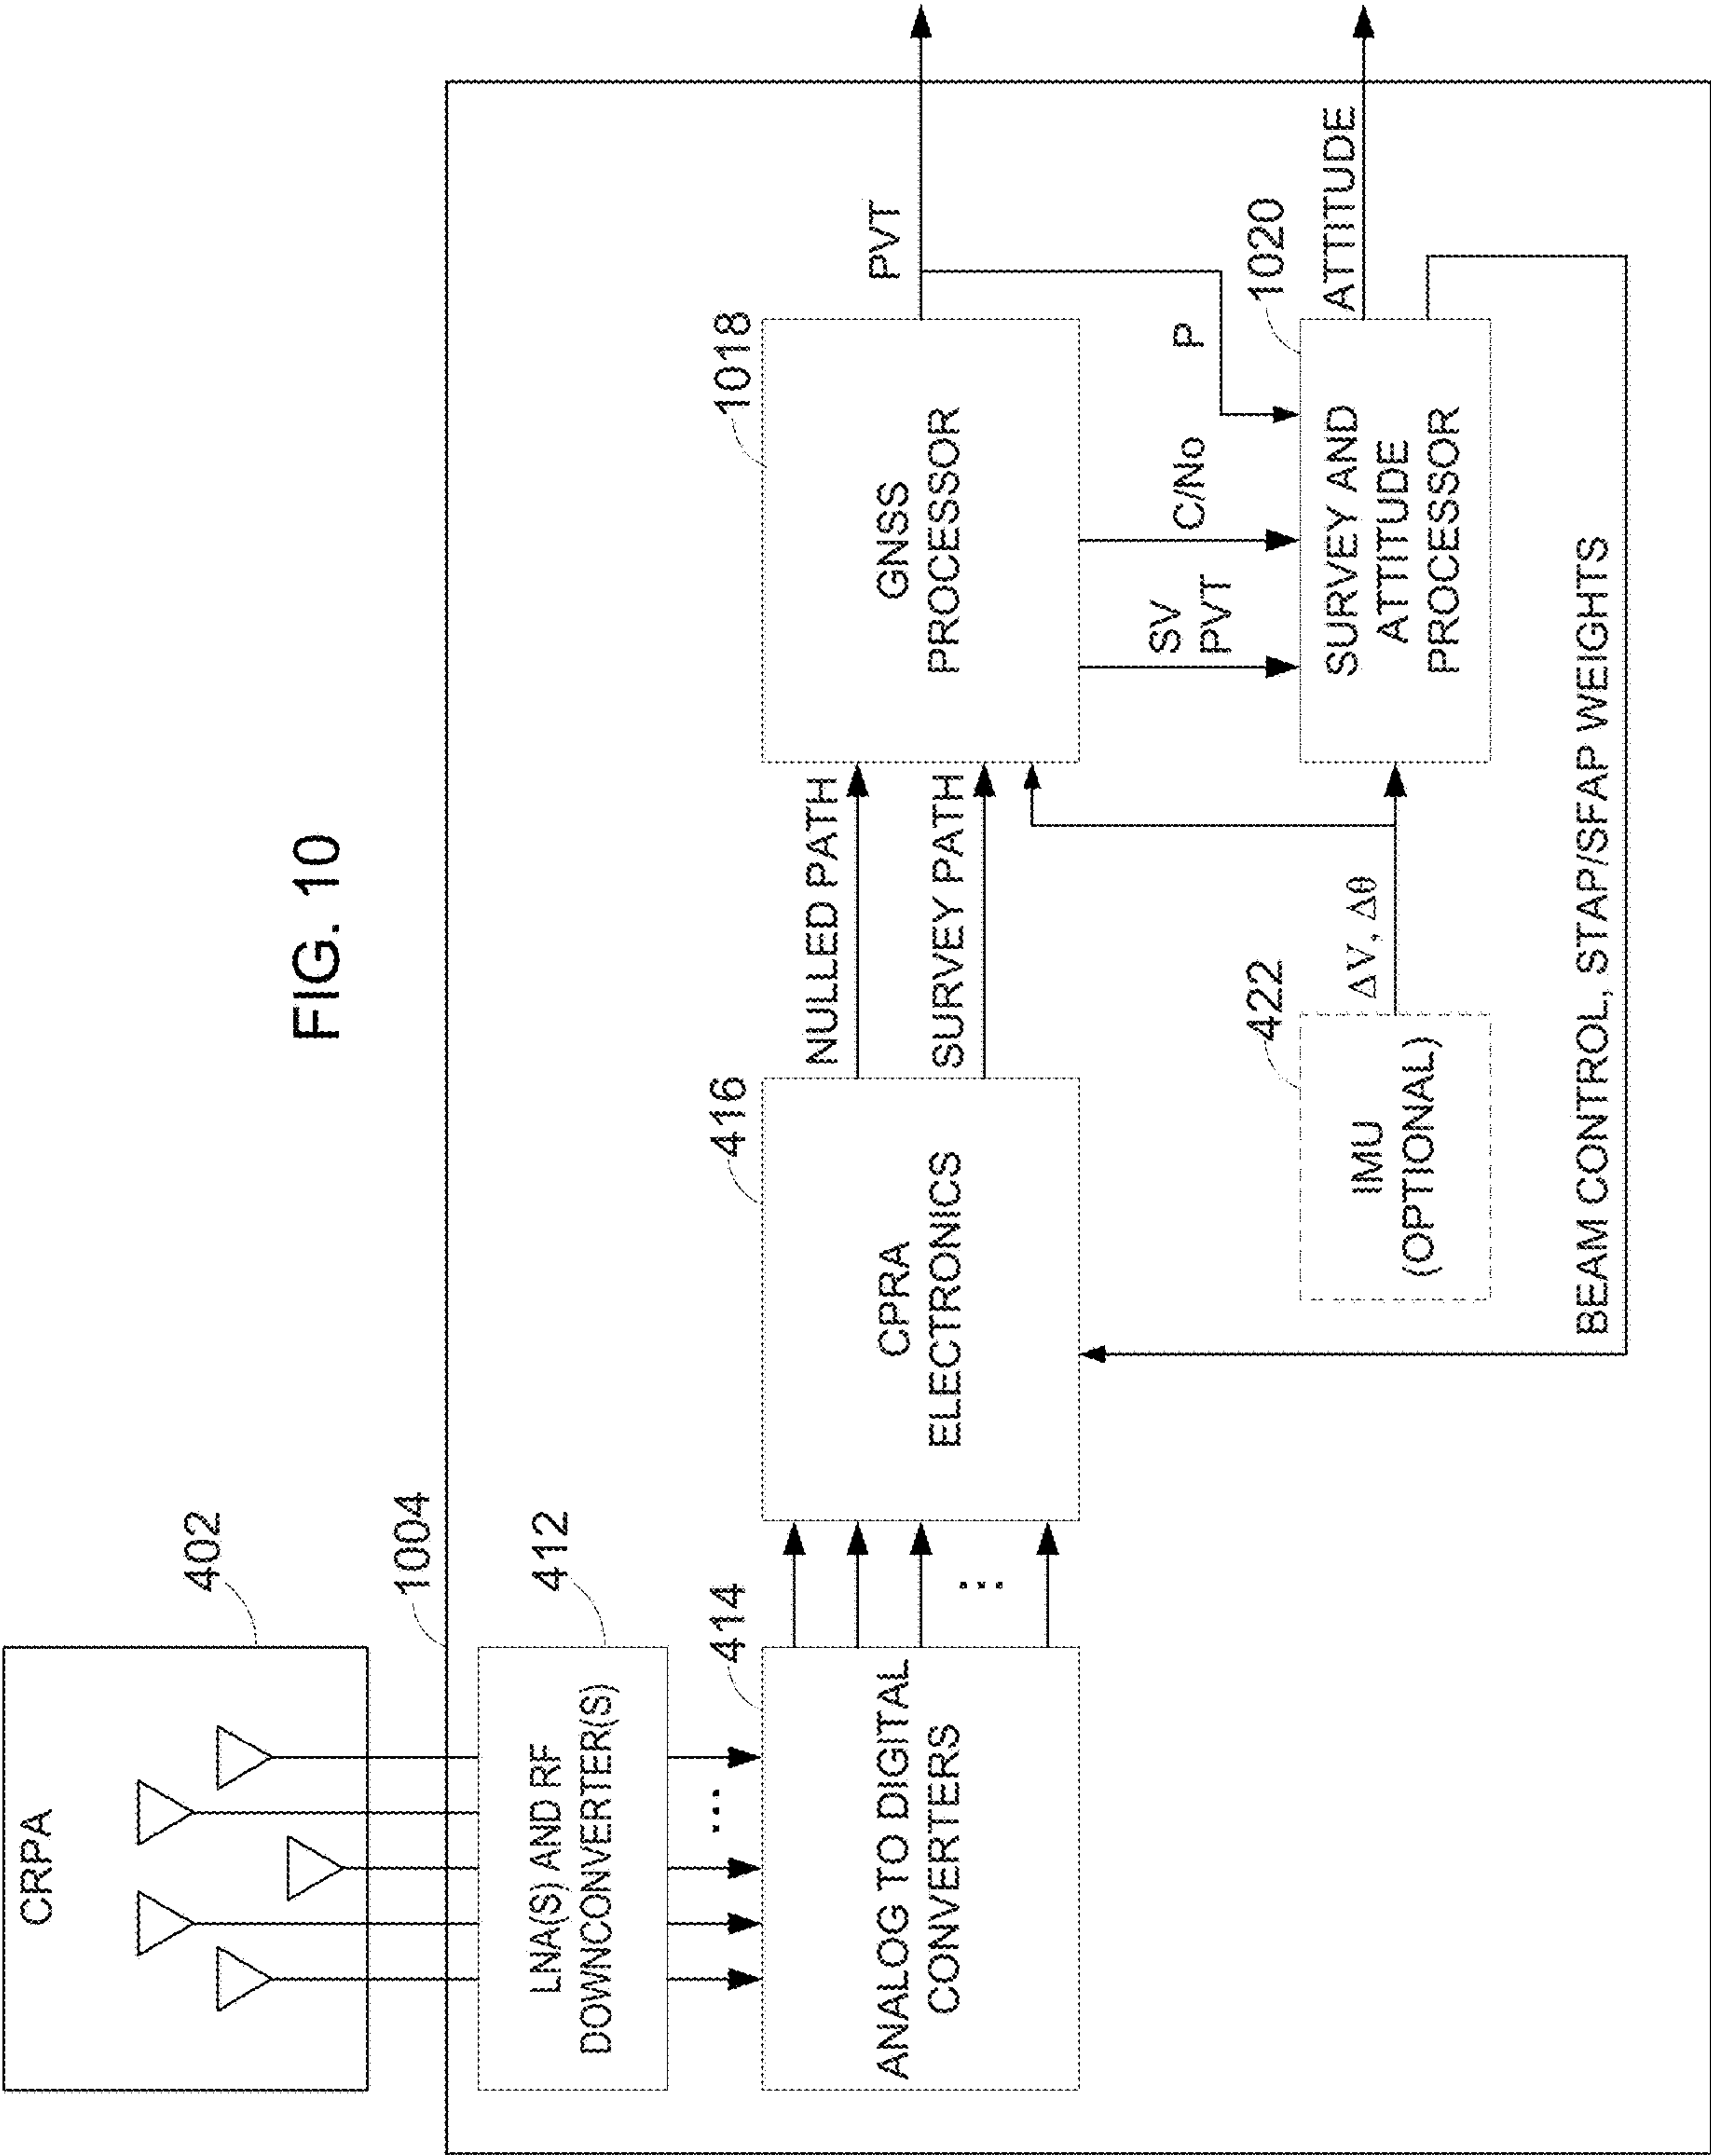 CRPA
402
1004
LNA(S) AND RF
DOWNCONVERTER(S)
412
...
414
ANALOG TO DIGITAL
CONVERTERS
...
416
CPRA
ELECTRONICS
NULLED PATH
SURVEY PATH
1018
GNSS
PROCESSOR
PVT
P
SV
PVT
C/No
1020
SURVEY AND
ATTITUDE
PROCESSOR
ATTITUDE
422
IMU
(OPTIONAL)
ΔV, Δθ
BEAM CONTROL, STAP/SFAP WEIGHTS
FIG. 10